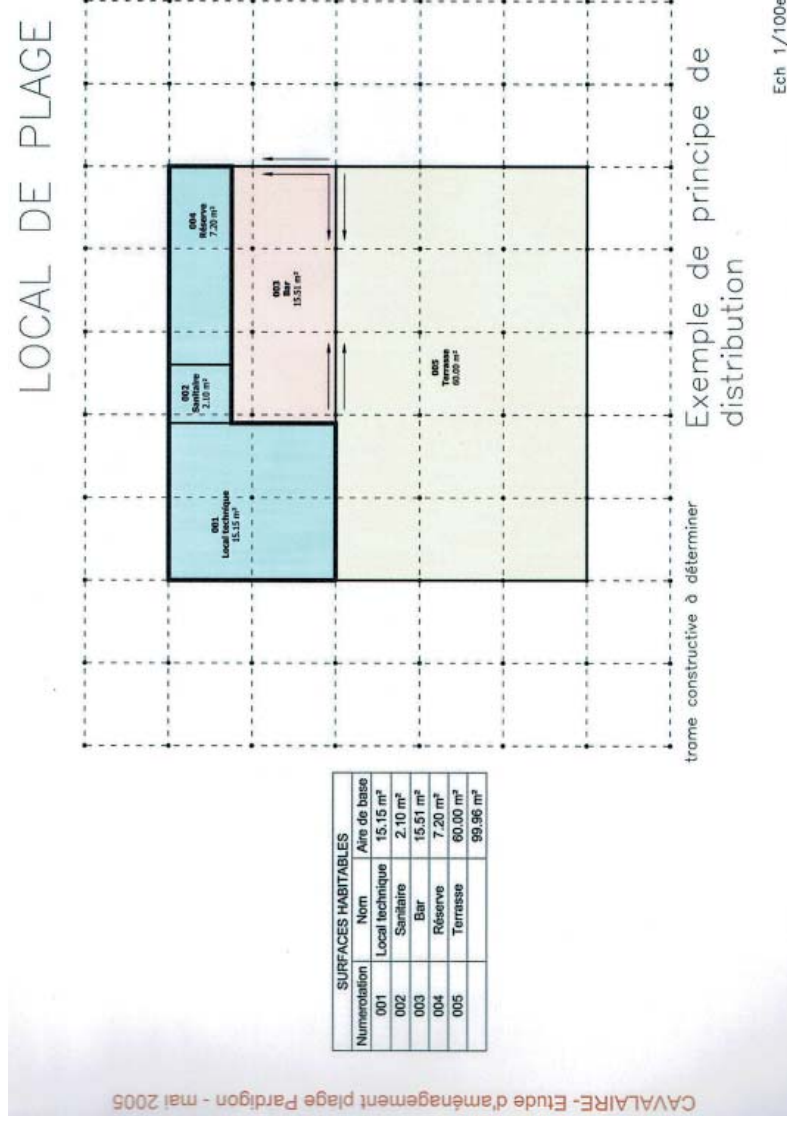 LOCAL DE PLAGE
004
Réserve
7.20 m²
002
Sanitaire
2.10 m²
003
Bar
15.51 m²
001
Local technique
15.15 m²
005
Terrasse
60.00 m²
Exemple de principe de
distribution
trame constructive à déterminer
Ech 1/100e
SURFACES HABITABLES
Numerotation Nom Aire de base
001 Local technique 15.15 m²
002 Sanitaire 2.10 m²
003 Bar 15.51 m²
004 Réserve 7.20 m²
005 Terrasse 60.00 m²
99.96 m²
CAVALAIRE- Etude d'aménagement plage Pardigon - mai 2005